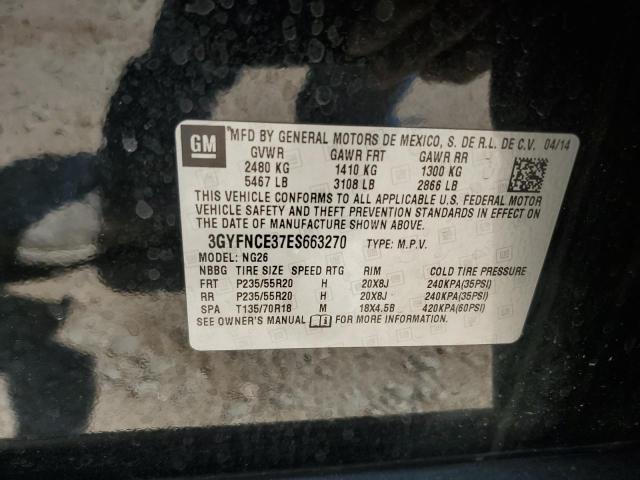 GM MFD BY GENERAL MOTORS DE MEXICO, S. DE R.L. DE C.V. 04/14
GVWR GAWR FRT GAWR RR
2480 KG 1410 KG 1300 KG
5467 LB 3108 LB 2866 LB
THIS VEHICLE CONFORMS TO ALL APPLICABLE U.S. FEDERAL MOTOR
VEHICLE SAFETY AND THEFT PREVENTION STANDARDS IN EFFECT ON
THE DATE OF MANUFACTURE SHOWN ABOVE.
3GYFNCE37ES663270 TYPE: M.P.V.
MODEL: NG26
NBBG TIRE SIZE SPEED RTG RIM COLD TIRE PRESSURE
FRT P235/55R20 H 20X8J 240KPA(35PSI)
RR P235/55R20 H 20X8J 240KPA(35PSI)
SPA T135/70R18 M 18X4.5B 420KPA(60PSI)
SEE OWNER'S MANUAL FOR MORE INFORMATION.